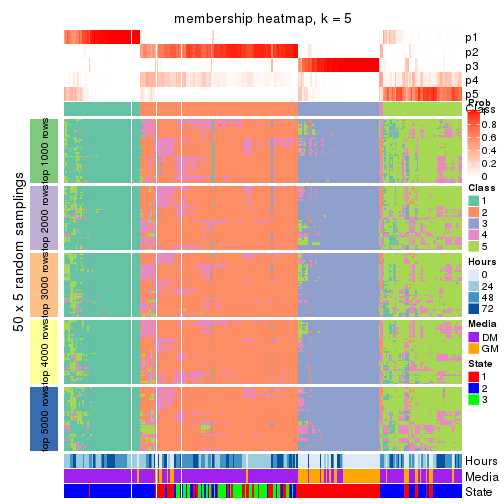 membership heatmap, k = 5
p1
p2
p3
p4
p5
Class
50 x 5 random samplings
top 1000 rows
top 2000 rows
top 3000 rows
top 4000 rows
top 5000 rows
Hours
Media
State
Prob
1
0.8
0.6
0.4
0.2
0
Class
1
2
3
4
5
Hours
0
24
48
72
Media
DM
GM
State
1
2
3